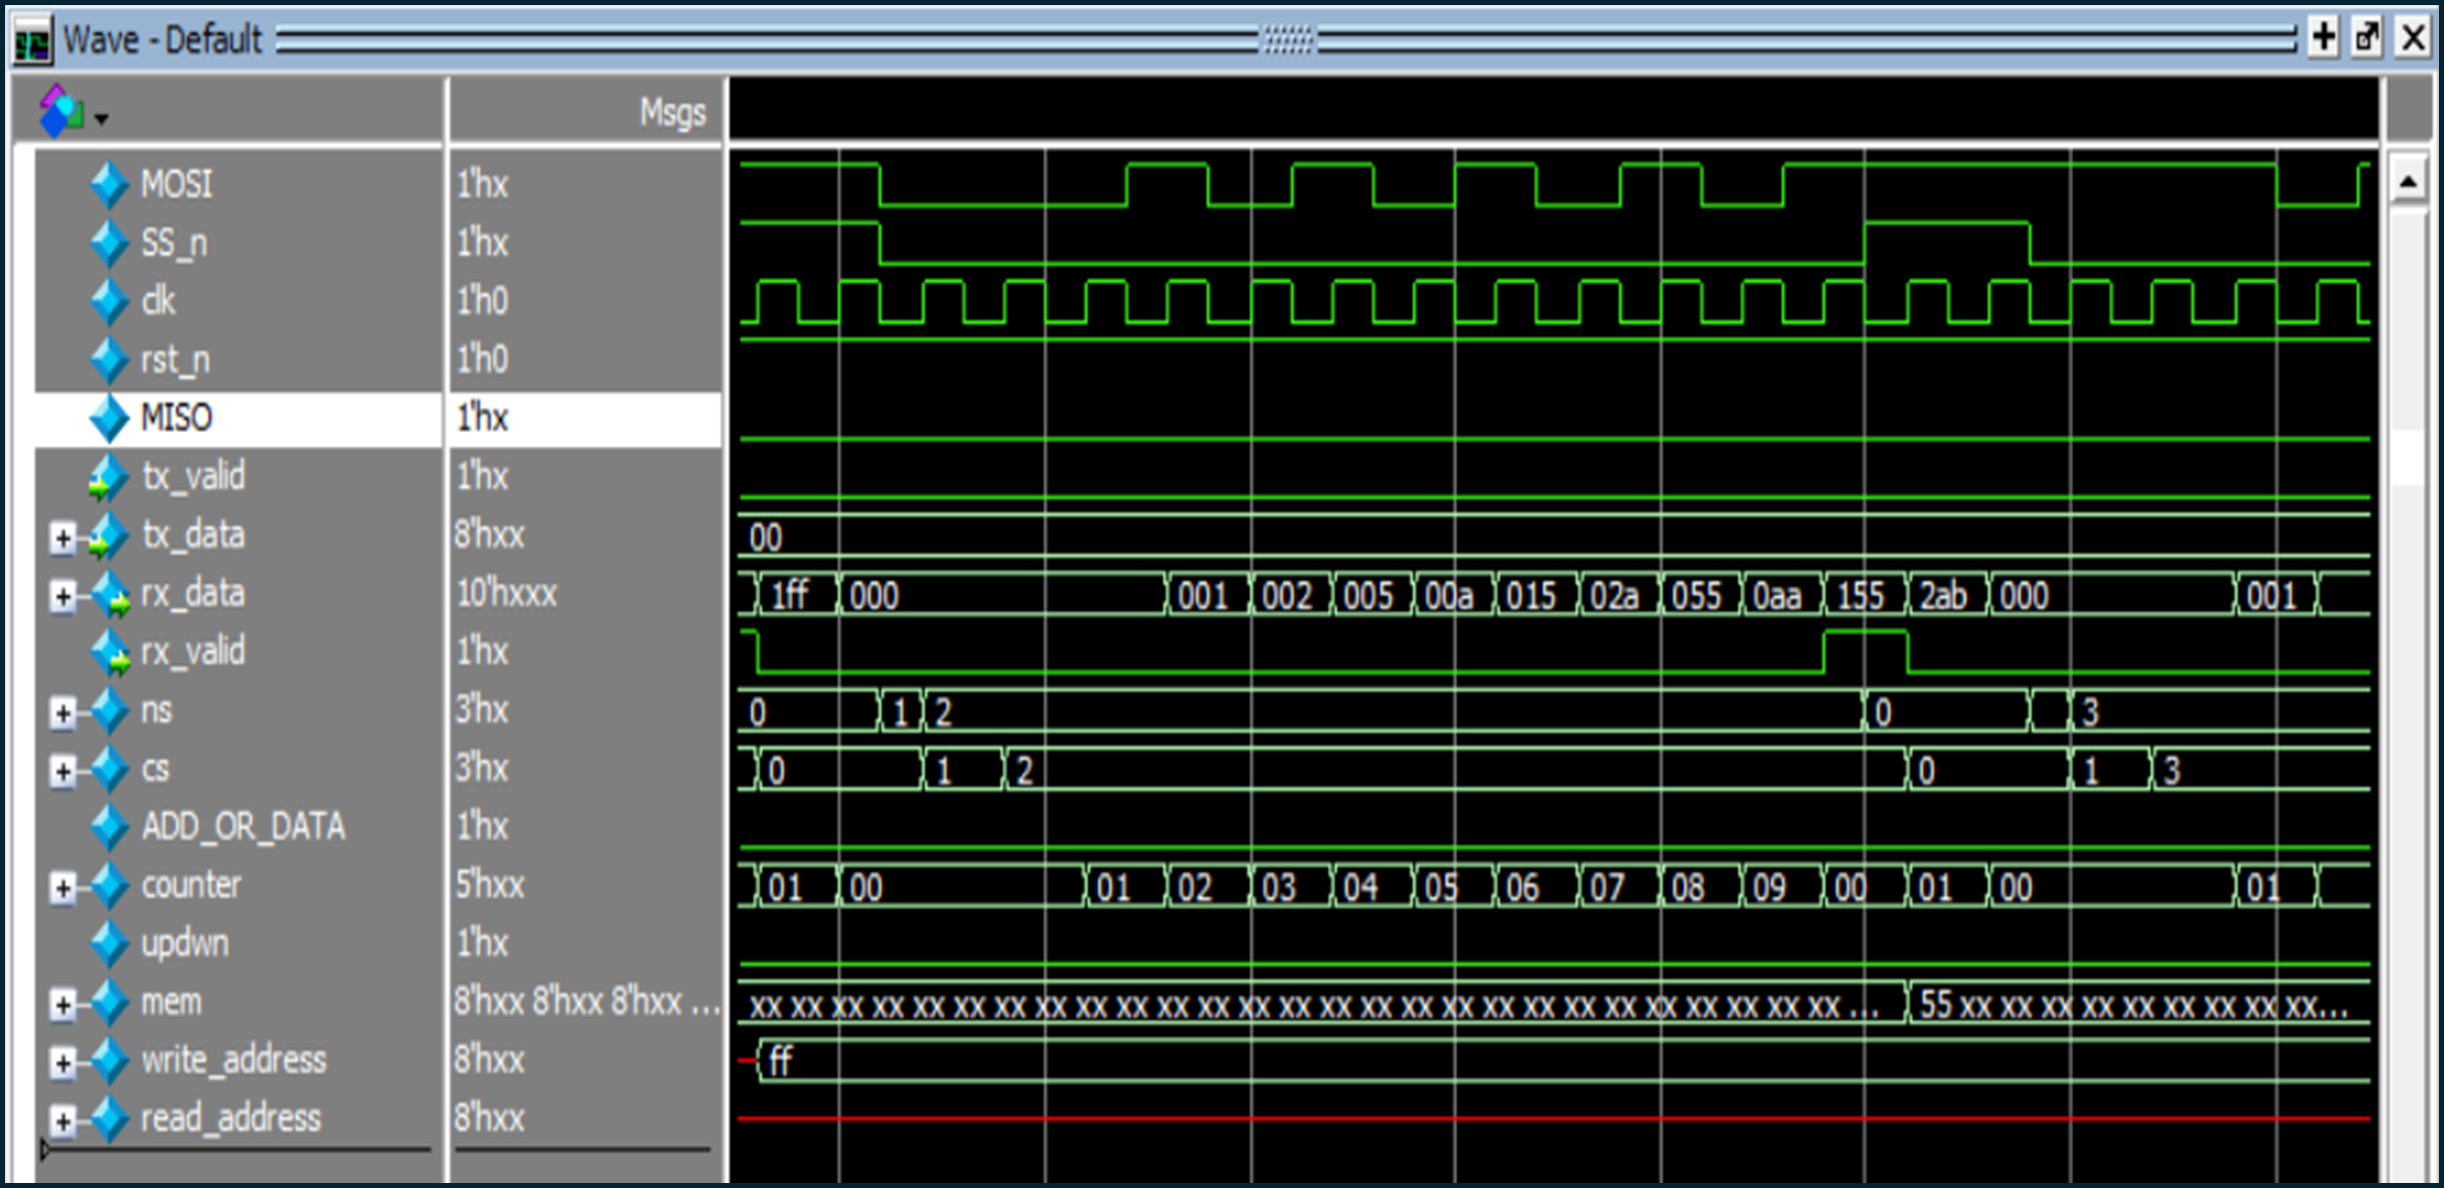 Wave - Default
Msgs
MOSI 1'hx
SS_n 1'hx
clk 1'h0
rst_n 1'h0
MISO 1'hx
tx_valid 1'hx
tx_data 8'hxx 00
rx_data 10'hxxx 1ff 000 001 002 005 00a 015 02a 055 0aa 155 2ab 000 001
rx_valid 1'hx
ns 3'hx 0 1 2 0 3
cs 3'hx 0 1 2 0 1 3
ADD_OR_DATA 1'hx
counter 5'hxx 01 00 01 02 03 04 05 06 07 08 09 00 01 00 01
updwn 1'hx
mem 8'hxx 8'hxx 8'hxx ... xx xx xx xx xx xx xx xx xx xx xx xx xx xx xx xx xx xx xx xx xx xx xx xx xx xx xx ... 55 xx xx xx xx xx xx xx xx xx...
write_address 8'hxx ff
read_address 8'hxx